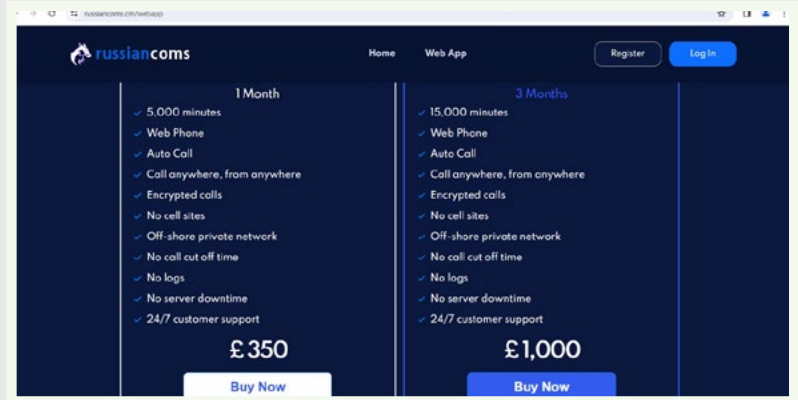 russiancoms.cm/webapp
russiancoms
Home
Web App
Register
Log In
1 Month
5,000 minutes
Web Phone
Auto Call
Call anywhere, from anywhere
Encrypted calls
No cell sites
Off-shore private network
No call cut off time
No logs
No server downtime
24/7 customer support
£350
Buy Now
3 Months
15,000 minutes
Web Phone
Auto Call
Call anywhere, from anywhere
Encrypted calls
No cell sites
Off-shore private network
No call cut off time
No logs
No server downtime
24/7 customer support
£1,000
Buy Now